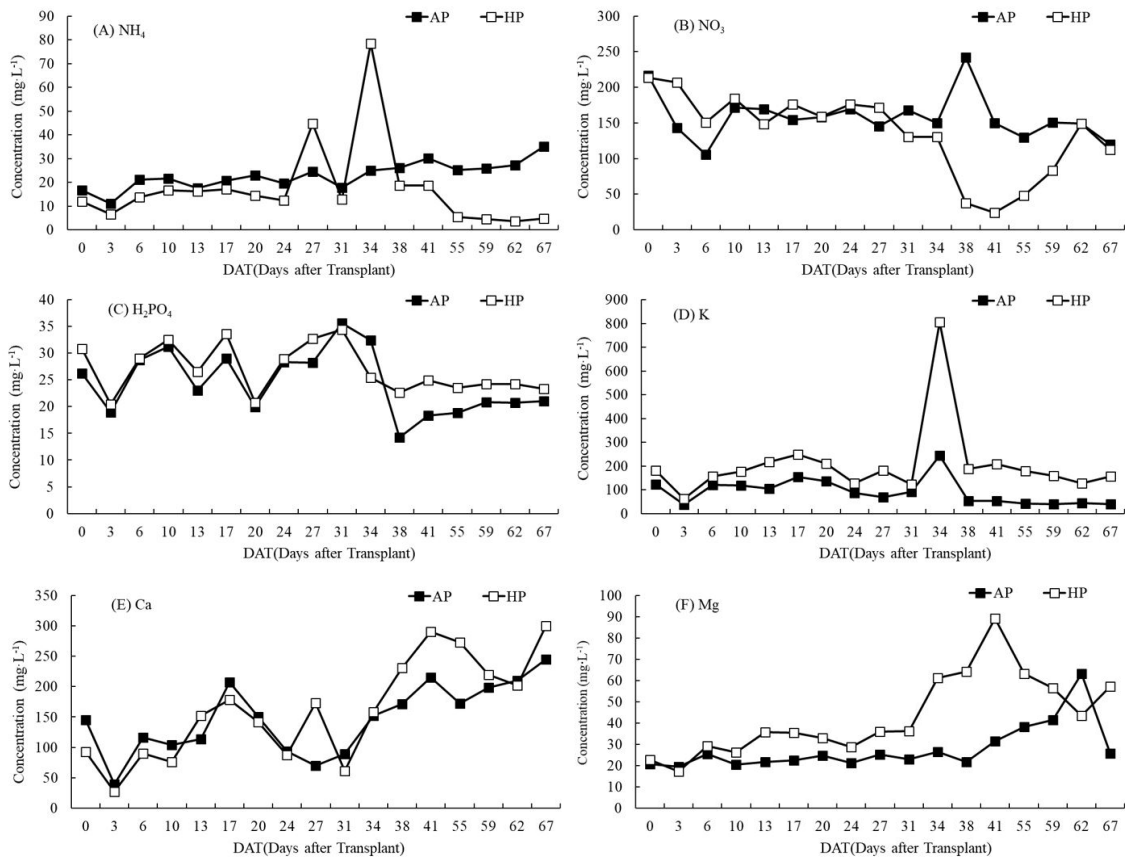 (A) NH₄
AP HP
Concentration (mg·L⁻¹)
90
80
70
60
50
40
30
20
10
0
0 3 6 10 13 17 20 24 27 31 34 38 41 55 59 62 67
DAT(Days after Transplant)
(B) NO₃
AP HP
Concentration (mg·L⁻¹)
300
250
200
150
100
50
0
0 3 6 10 13 17 20 24 27 31 34 38 41 55 59 62 67
DAT(Days after Transplant)
(C) H₂PO₄
AP HP
Concentration (mg·L⁻¹)
40
35
30
25
20
15
10
5
0
0 3 6 10 13 17 20 24 27 31 34 38 41 55 59 62 67
DAT(Days after Transplant)
(D) K
AP HP
Concentration (mg·L⁻¹)
900
800
700
600
500
400
300
200
100
0
0 3 6 10 13 17 20 24 27 31 34 38 41 55 59 62 67
DAT(Days after Transplant)
(E) Ca
AP HP
Concentration (mg·L⁻¹)
350
300
250
200
150
100
50
0
0 3 6 10 13 17 20 24 27 31 34 38 41 55 59 62 67
DAT(Days after Transplant)
(F) Mg
AP HP
Concentration (mg·L⁻¹)
100
90
80
70
60
50
40
30
20
10
0
0 3 6 10 13 17 20 24 27 31 34 38 41 55 59 62 67
DAT(Days after Transplant)